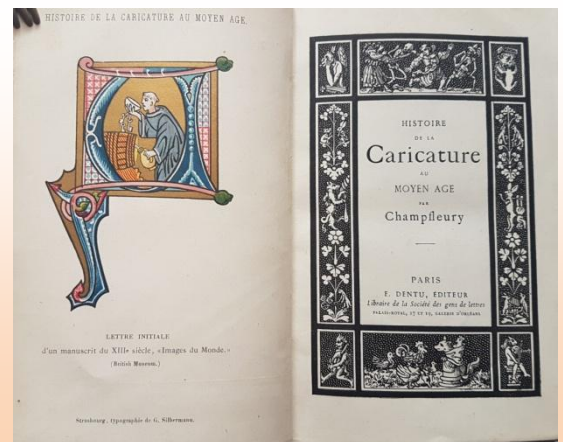 HISTOIRE DE LA CARICATURE AU MOYEN AGE.
LETTRE INITIALE
d'un manuscrit du XIIIe siècle, «Images du Monde.»
(British Museum.)
Strasbourg, typographie de G. Silbermann.
HISTOIRE
DE LA
Caricature
AU
MOYEN AGE
PAR
Champfleury
PARIS
E. DENTU, EDITEUR
Libraire de la Société des gens de lettres
PALAIS-ROYAL, 17 ET 19, GALERIE D'ORLÉANS.